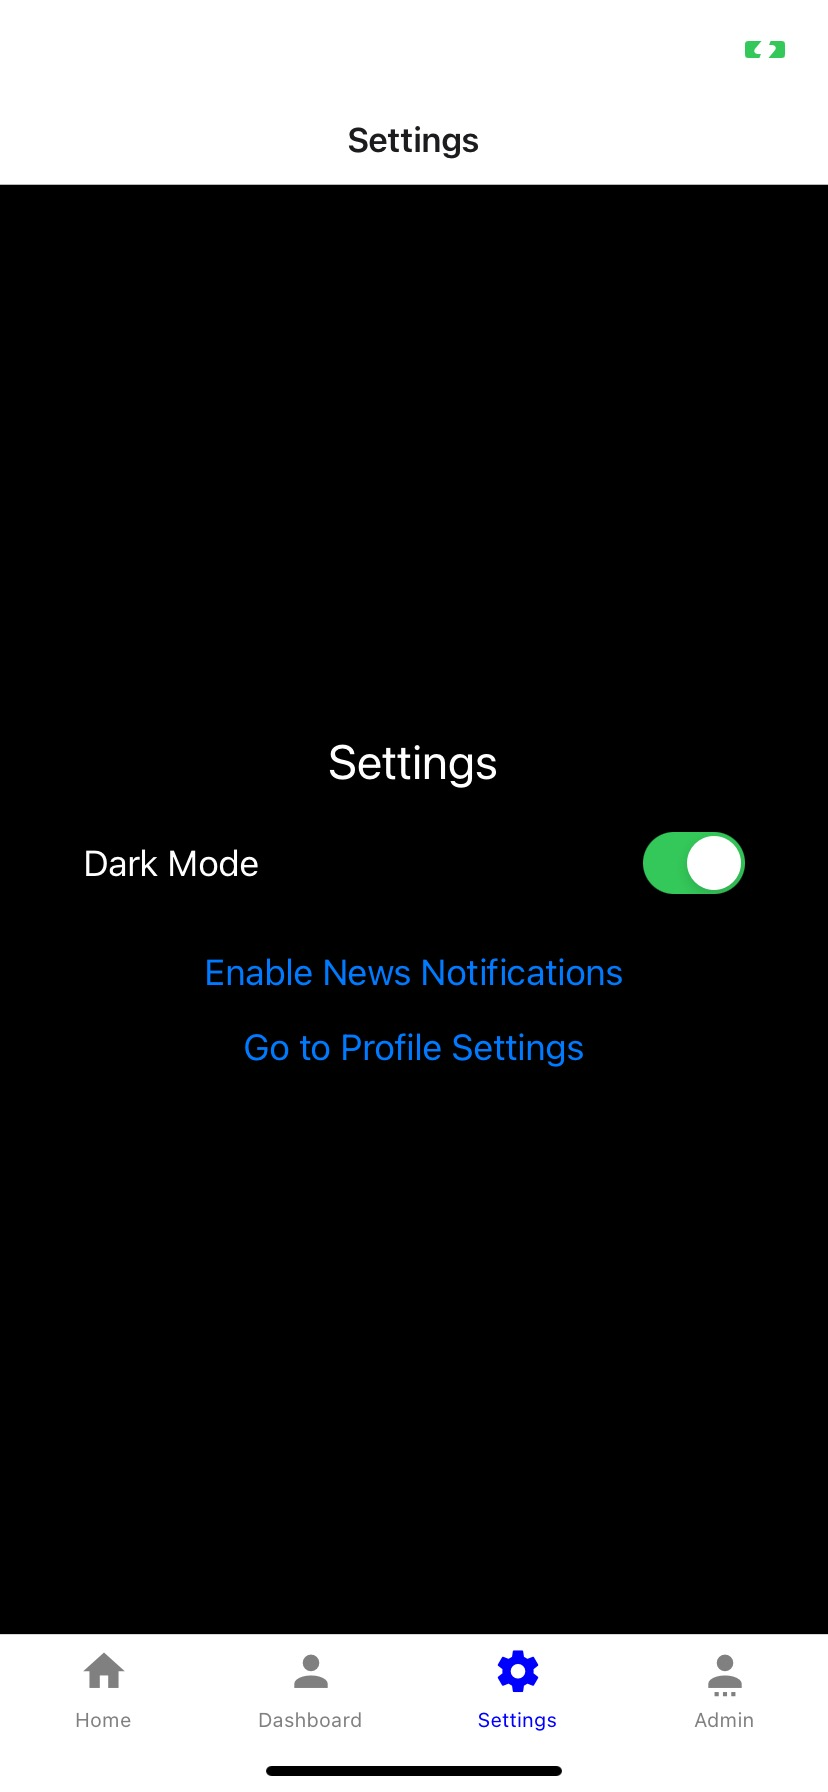 Settings
Settings
Dark Mode
Enable News Notifications
Go to Profile Settings
Home
Dashboard
Settings
Admin